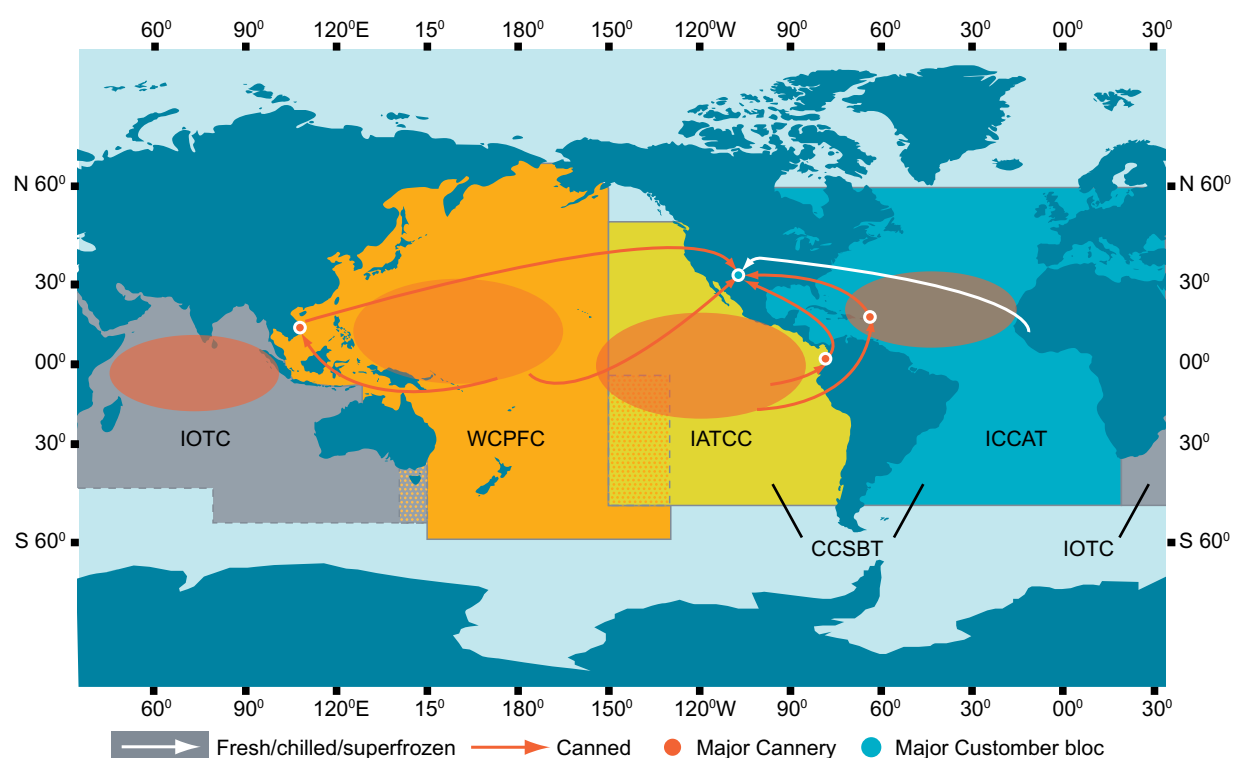 60⁰ 90⁰ 120⁰E 15⁰ 180⁰ 150⁰ 120⁰W 90⁰ 60⁰ 30⁰ 00⁰ 30⁰
N 60⁰ N 60⁰
30⁰ 30⁰
00⁰ 00⁰
IOTC WCPFC IATCC ICCAT
30⁰ 30⁰
S 60⁰ CCSBT IOTC S 60⁰
60⁰ 90⁰ 120⁰E 15⁰ 180⁰ 150⁰ 120⁰W 90⁰ 60⁰ 30⁰ 00⁰ 30⁰
Fresh/chilled/superfrozen Canned Major Cannery Major Customber bloc